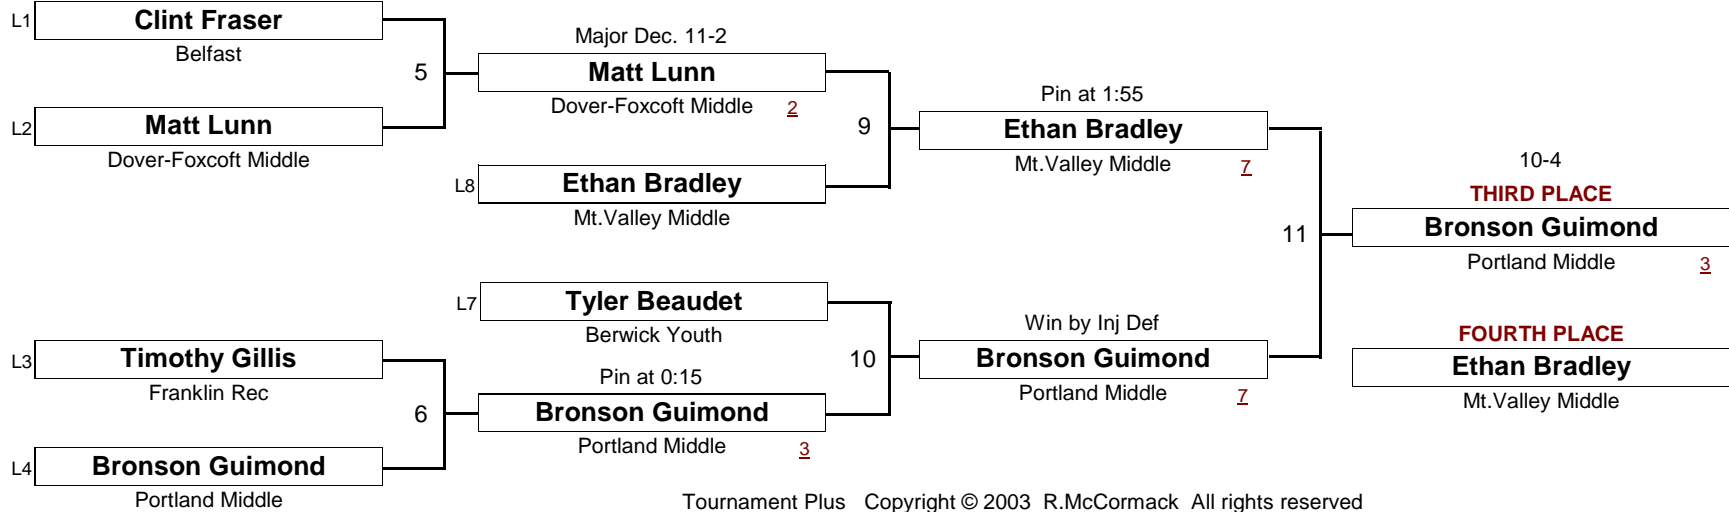 L1 Clint Fraser
Belfast
5
L2 Matt Lunn
Dover-Foxcoft Middle
Major Dec. 11-2
Matt Lunn
Dover-Foxcoft Middle 2
9
L8 Ethan Bradley
Mt.Valley Middle
Pin at 1:55
Ethan Bradley
Mt.Valley Middle 7
L7 Tyler Beaudet
Berwick Youth
L3 Timothy Gillis
Franklin Rec
6
L4 Bronson Guimond
Portland Middle
Pin at 0:15
Bronson Guimond
Portland Middle 3
10
Win by Inj Def
Bronson Guimond
Portland Middle 7
11
10-4
THIRD PLACE
Bronson Guimond
Portland Middle 3
FOURTH PLACE
Ethan Bradley
Mt.Valley Middle
Tournament Plus Copyright © 2003 R.McCormack All rights reserved